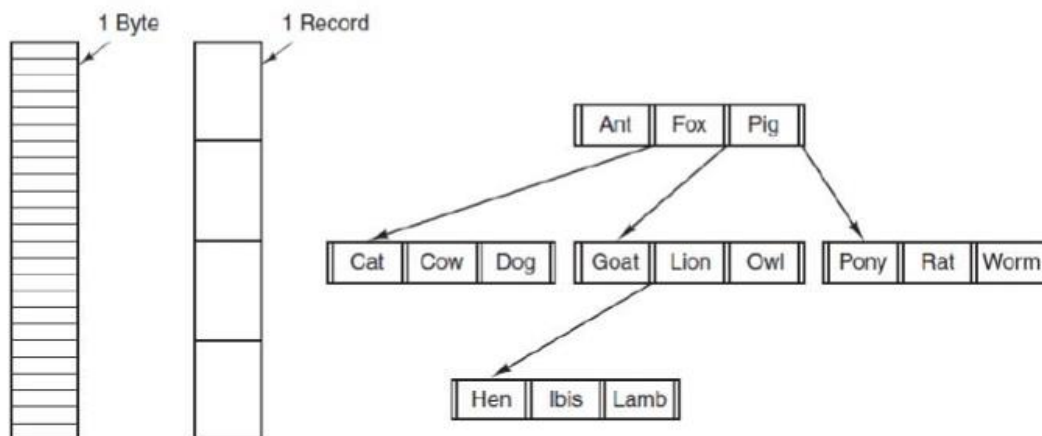 1 Byte
1 Record
Ant Fox Pig
Cat Cow Dog
Goat Lion Owl
Pony Rat Worm
Hen Ibis Lamb